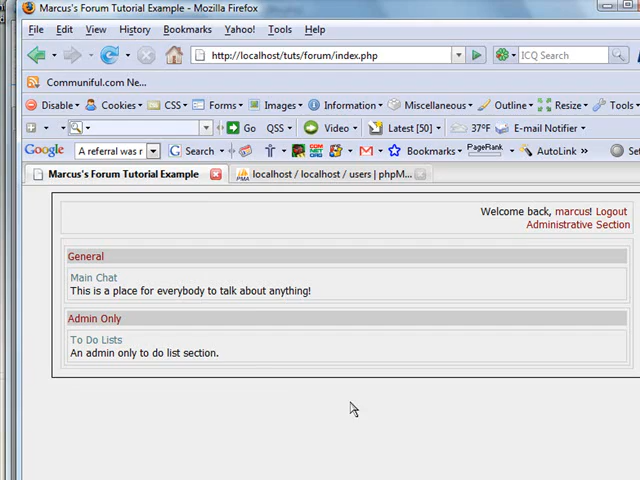 Marcus's Forum Tutorial Example - Mozilla Firefox
File Edit View History Bookmarks Yahoo! Tools Help
http://localhost/tuts/forum/index.php ICQ Search
Communiful.com Ne...
Disable Cookies CSS Forms Images Information Miscellaneous Outline Resize Tools
Go QSS Video Latest [50] 37°F E-mail Notifier
Google A referral was r Search PageRank Bookmarks AutoLink Se
Marcus's Forum Tutorial Example localhost / localhost / users | phpM...
Welcome back, marcus! Logout
Administrative Section
General
Main Chat
This is a place for everybody to talk about anything!
Admin Only
To Do Lists
An admin only to do list section.